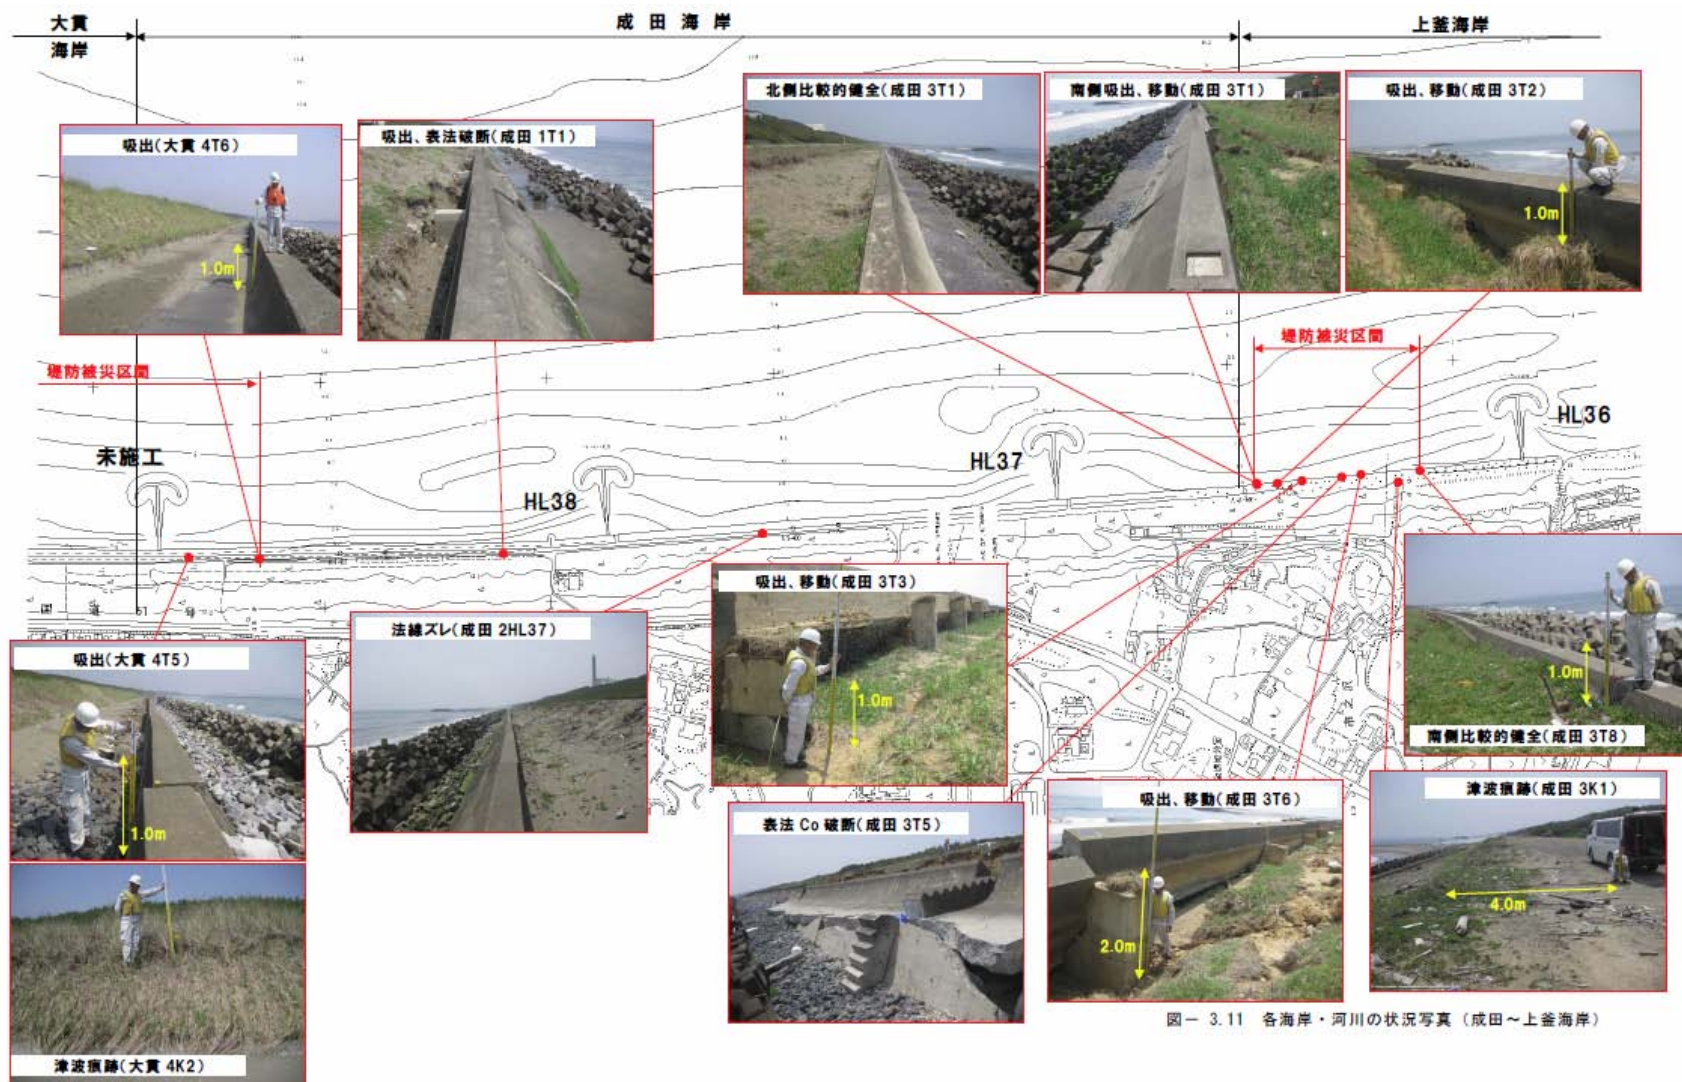 大貫
海岸
成田海岸
上釜海岸
北側比較的健全(成田 3T1)
南側吸出、移動(成田 3T1)
吸出、移動(成田 3T2)
吸出(大貫 4T6)
吸出、表法破断(成田 1T1)
1.0m
1.0m
堤防被災区間
堤防被災区間
未施工
HL38
HL37
HL36
国道51号
吸出(大貫 4T5)
1.0m
法線ズレ(成田 2HL37)
吸出、移動(成田 3T3)
1.0m
1.0m
南側比較的健全(成田 3T8)
表法 Co 破断(成田 3T5)
吸出、移動(成田 3T6)
2.0m
津波痕跡(成田 3K1)
4.0m
津波痕跡(大貫 4K2)
図- 3.11 各海岸・河川の状況写真(成田~上釜海岸)